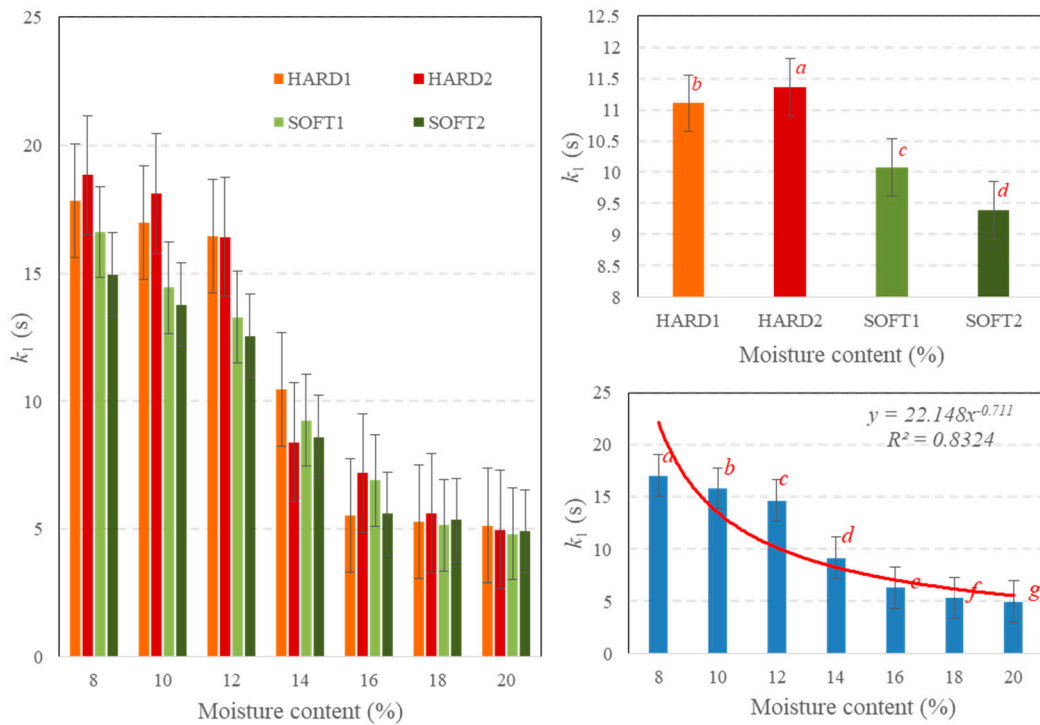 25
20
15
10
5
0
k₁ (s)
HARD1
HARD2
SOFT1
SOFT2
8 10 12 14 16 18 20
Moisture content (%)
12.5
12
11.5
11
10.5
10
9.5
9
8.5
8
k₁ (s)
b
a
c
d
HARD1 HARD2 SOFT1 SOFT2
Moisture content (%)
25
20
15
10
5
0
k₁ (s)
y = 22.148x⁻⁰·⁷¹¹
R² = 0.8324
a
b
c
d
e
f
g
8 10 12 14 16 18 20
Moisture content (%)